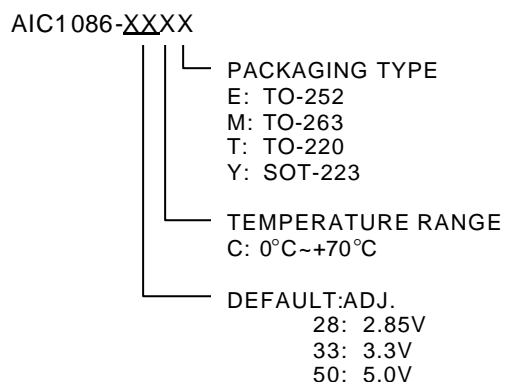 AIC1086-XXXX
PACKAGING TYPE
E: TO-252
M: TO-263
T: TO-220
Y: SOT-223
TEMPERATURE RANGE
C: 0°C~+70°C
DEFAULT:ADJ.
28: 2.85V
33: 3.3V
50: 5.0V